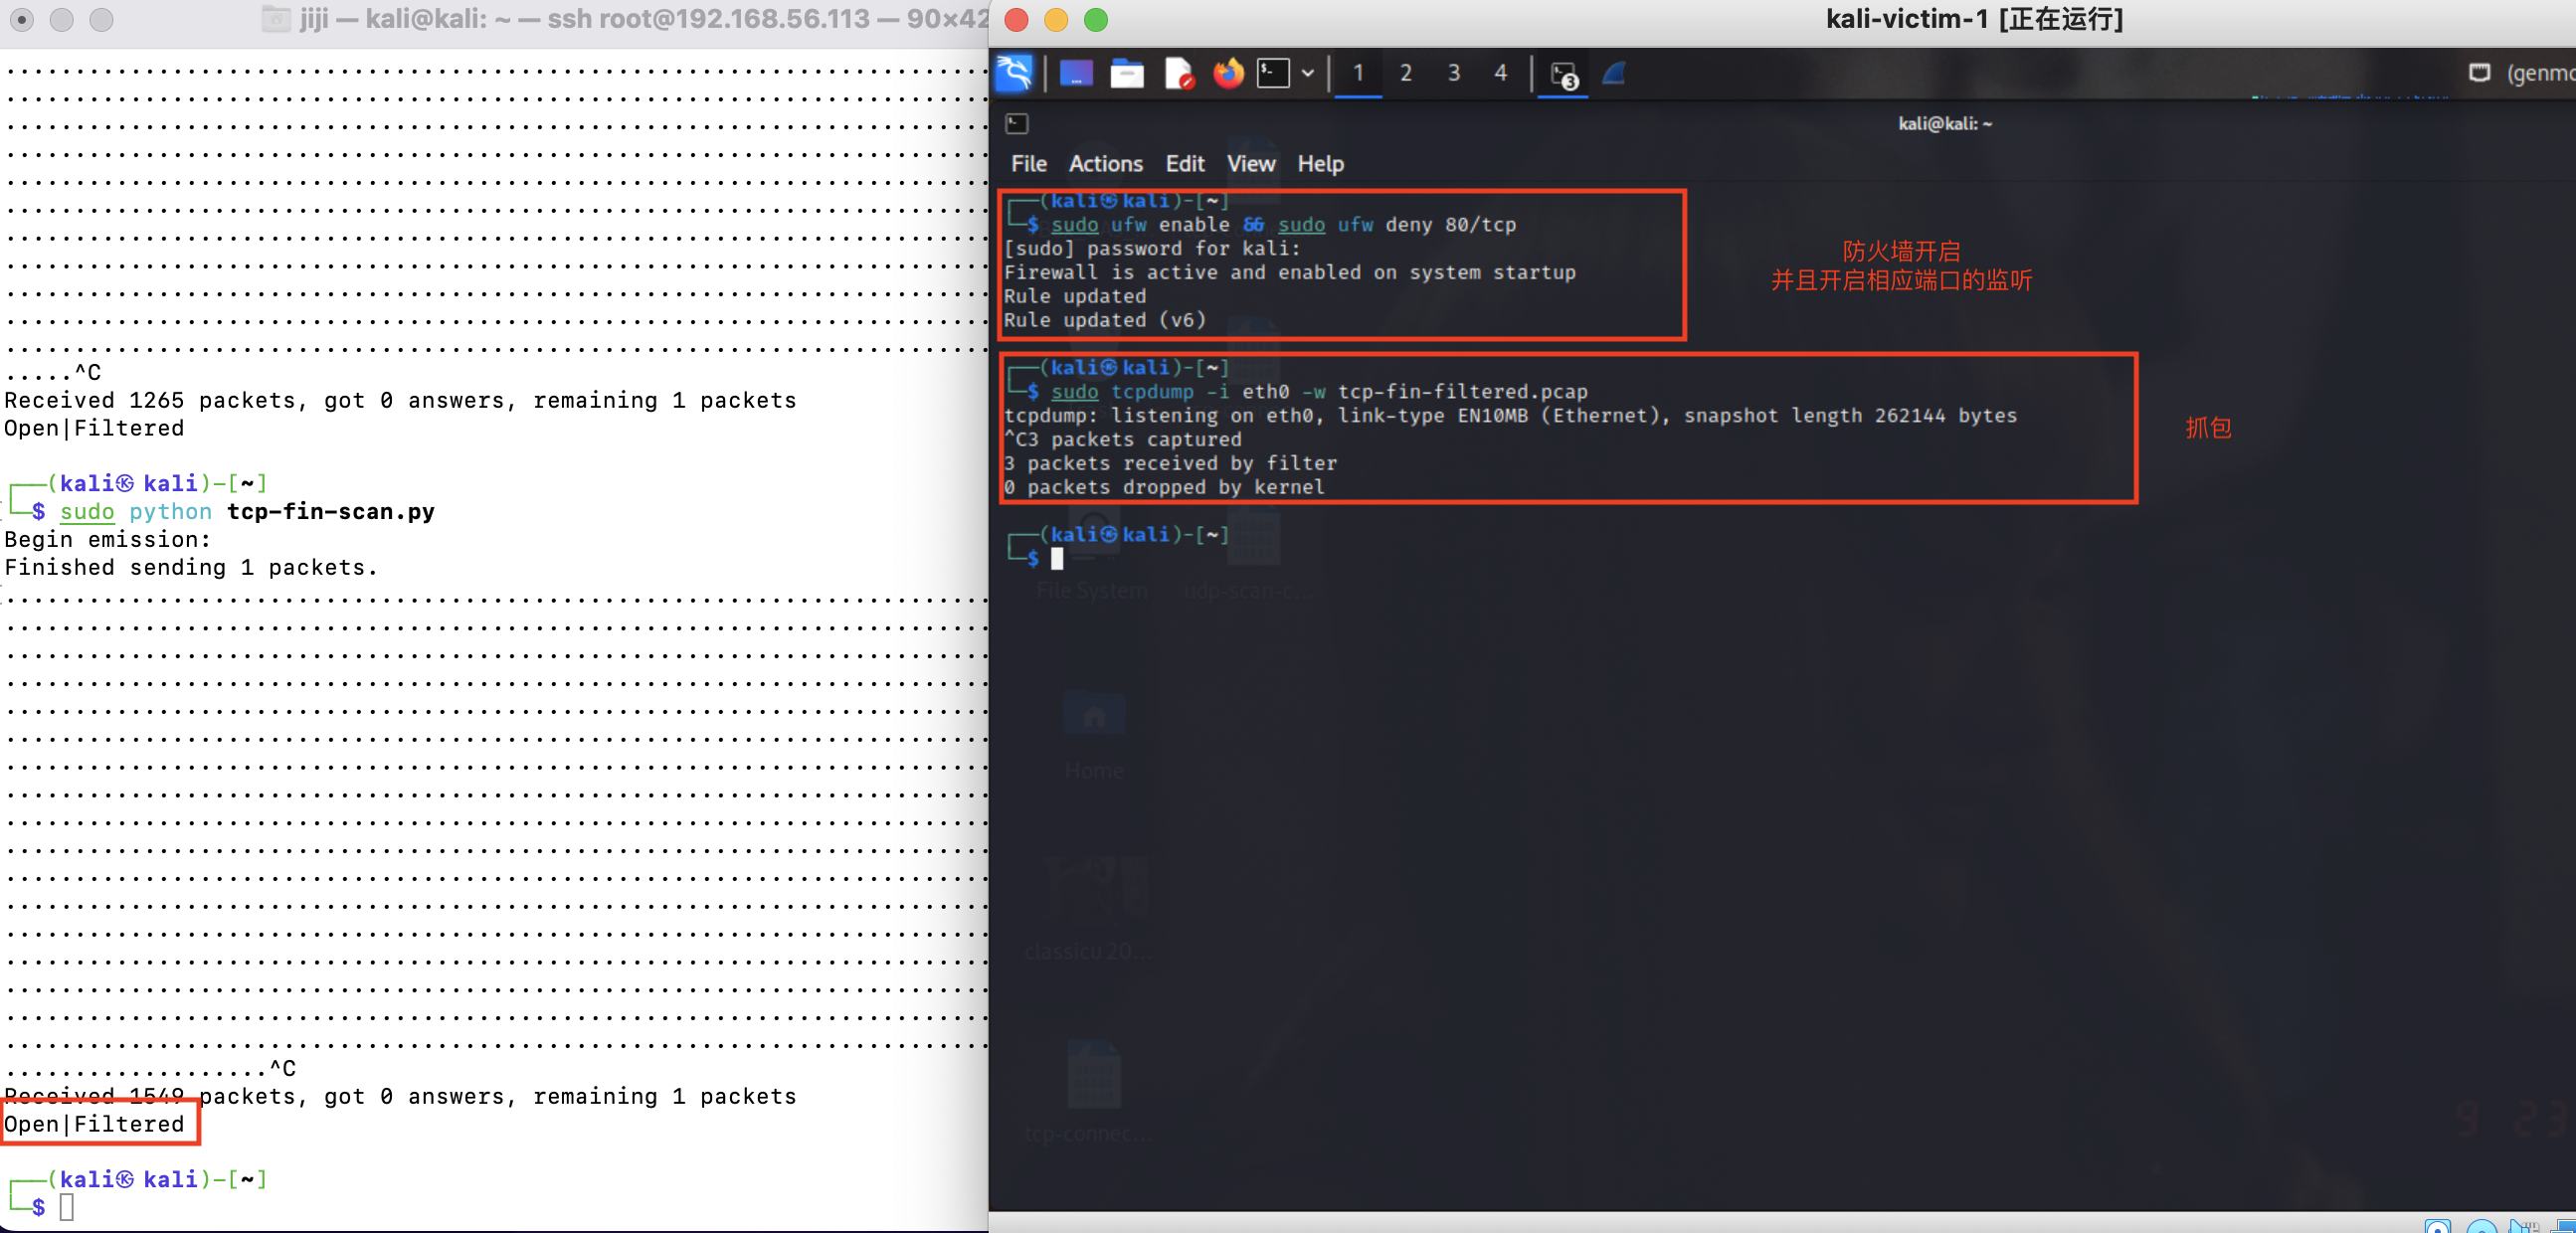 jiji — kali@kali: ~ — ssh root@192.168.56.113 — 90×42
.....^C
Received 1265 packets, got 0 answers, remaining 1 packets
Open|Filtered
┌──(kali㉿kali)-[~]
└─$ sudo python tcp-fin-scan.py
Begin emission:
Finished sending 1 packets.
...................^C
Received 1549 packets, got 0 answers, remaining 1 packets
Open|Filtered
┌──(kali㉿kali)-[~]
└─$
kali-victim-1 [正在运行]
1 2 3 4
3
(genmo
kali@kali: ~
File Actions Edit View Help
┌──(kali㉿kali)-[~]
└─$ sudo ufw enable && sudo ufw deny 80/tcp
[sudo] password for kali:
Firewall is active and enabled on system startup
Rule updated
Rule updated (v6)
防火墙开启
并且开启相应端口的监听
┌──(kali㉿kali)-[~]
└─$ sudo tcpdump -i eth0 -w tcp-fin-filtered.pcap
tcpdump: listening on eth0, link-type EN10MB (Ethernet), snapshot length 262144 bytes
^C3 packets captured
3 packets received by filter
0 packets dropped by kernel
抓包
┌──(kali㉿kali)-[~]
└─$
File System
udp-scan-c...
Home
classicu 20...
tcp-connec...
9 23